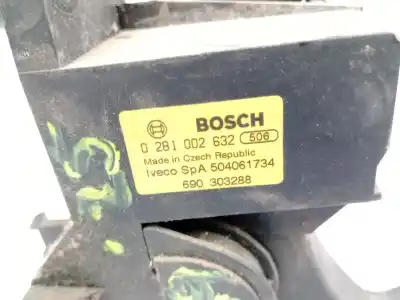 BOSCH
0 281 002 632 506
Made in Czech Republic
Iveco SpA 504061734
690 303288